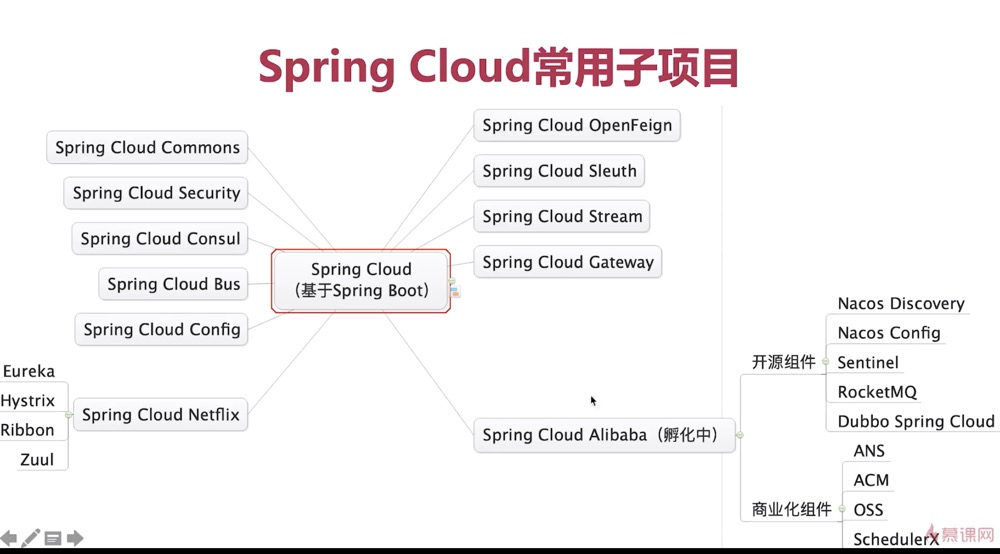 Spring Cloud常用子项目
Spring Cloud Commons
Spring Cloud Security
Spring Cloud Consul
Spring Cloud Bus
Spring Cloud Config
Spring Cloud Netflix
Eureka
Hystrix
Ribbon
Zuul
Spring Cloud
（基于Spring Boot）
Spring Cloud OpenFeign
Spring Cloud Sleuth
Spring Cloud Stream
Spring Cloud Gateway
Spring Cloud Alibaba（孵化中）
开源组件
Nacos Discovery
Nacos Config
Sentinel
RocketMQ
Dubbo Spring Cloud
商业化组件
ANS
ACM
OSS
SchedulerX
慕课网